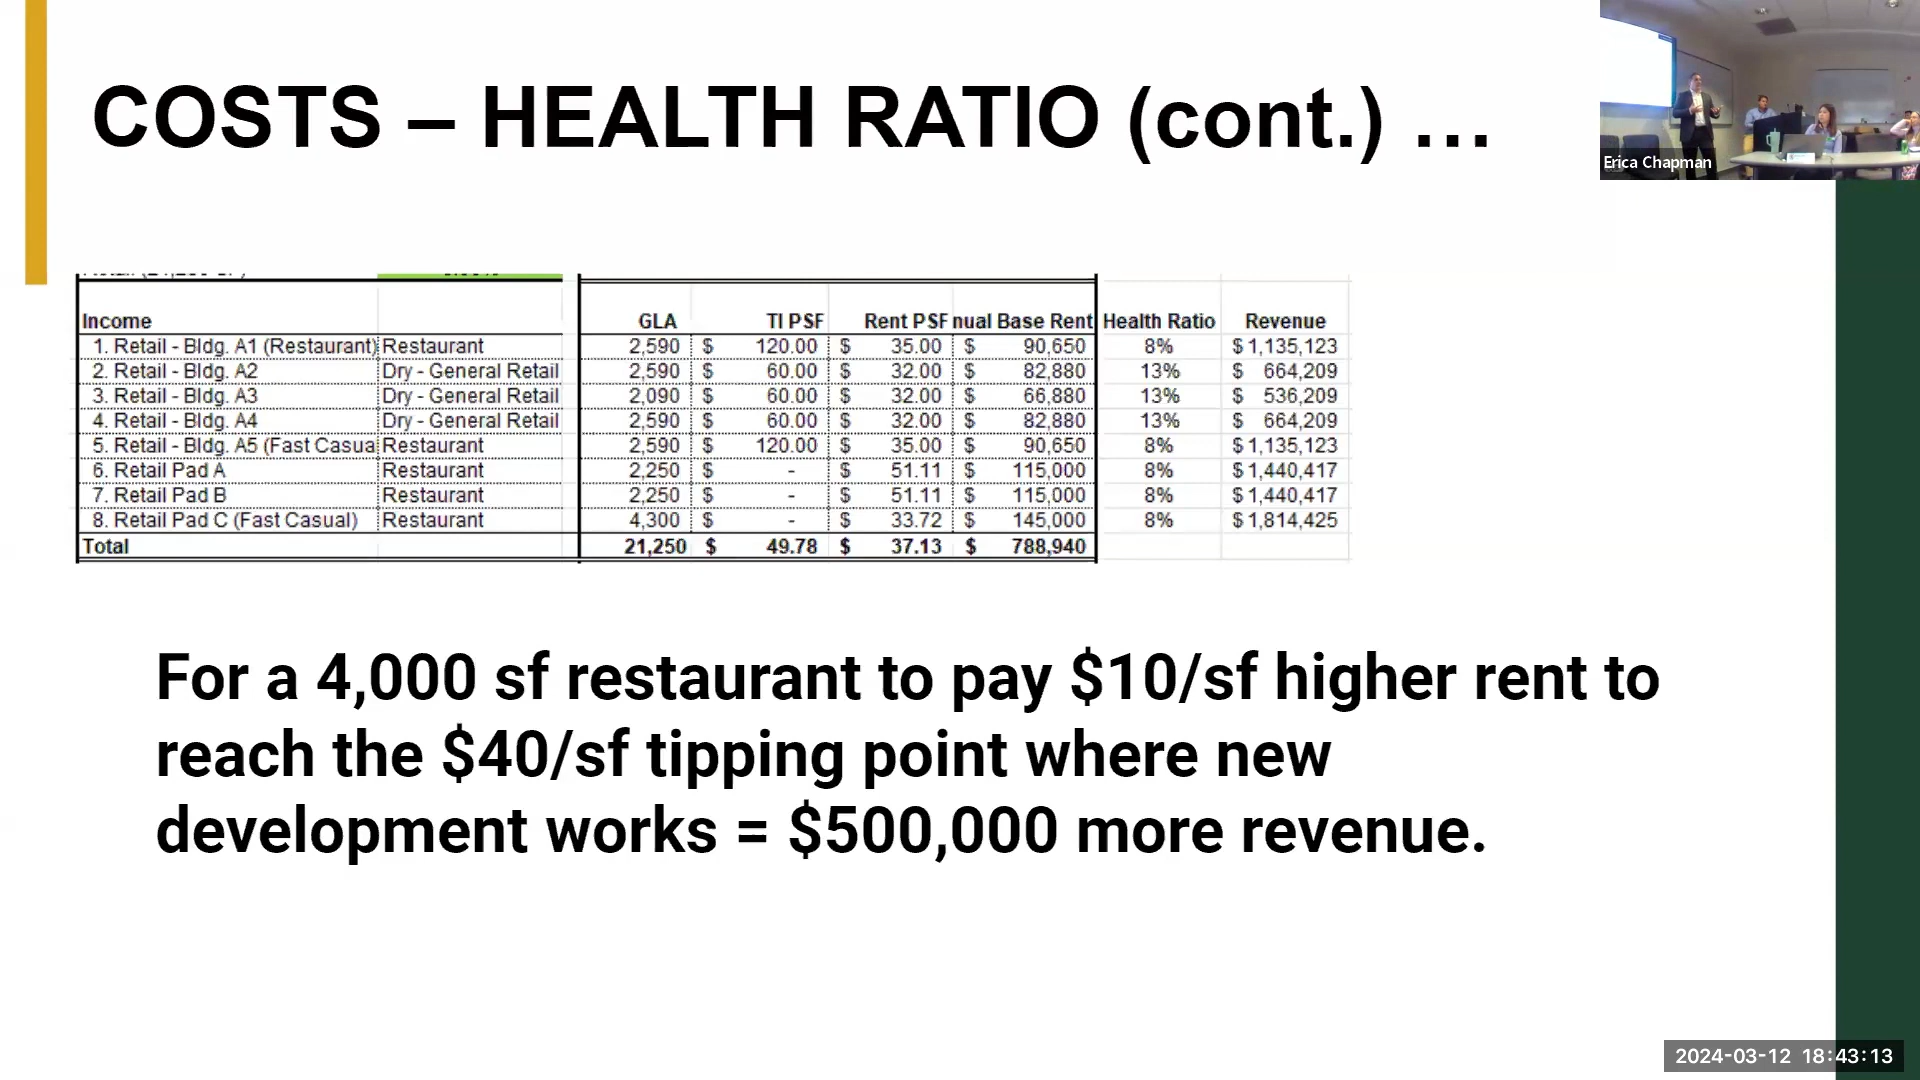 COSTS – HEALTH RATIO (cont.) …
Erica Chapman
Income GLA TI PSF Rent PSF nual Base Rent Health Ratio Revenue
1. Retail - Bldg. A1 (Restaurant) Restaurant 2,590 $ 120.00 $ 35.00 $ 90,650 8% $ 1,135,123
2. Retail - Bldg. A2 Dry - General Retail 2,590 $ 60.00 $ 32.00 $ 82,880 13% $ 664,209
3. Retail - Bldg. A3 Dry - General Retail 2,090 $ 60.00 $ 32.00 $ 66,880 13% $ 536,209
4. Retail - Bldg. A4 Dry - General Retail 2,590 $ 60.00 $ 32.00 $ 82,880 13% $ 664,209
5. Retail - Bldg. A5 (Fast Casua Restaurant 2,590 $ 120.00 $ 35.00 $ 90,650 8% $ 1,135,123
6. Retail Pad A Restaurant 2,250 $ - $ 51.11 $ 115,000 8% $ 1,440,417
7. Retail Pad B Restaurant 2,250 $ - $ 51.11 $ 115,000 8% $ 1,440,417
8. Retail Pad C (Fast Casual) Restaurant 4,300 $ - $ 33.72 $ 145,000 8% $ 1,814,425
Total 21,250 $ 49.78 $ 37.13 $ 788,940
For a 4,000 sf restaurant to pay $10/sf higher rent to
reach the $40/sf tipping point where new
development works = $500,000 more revenue.
2024-03-12 18:43:13